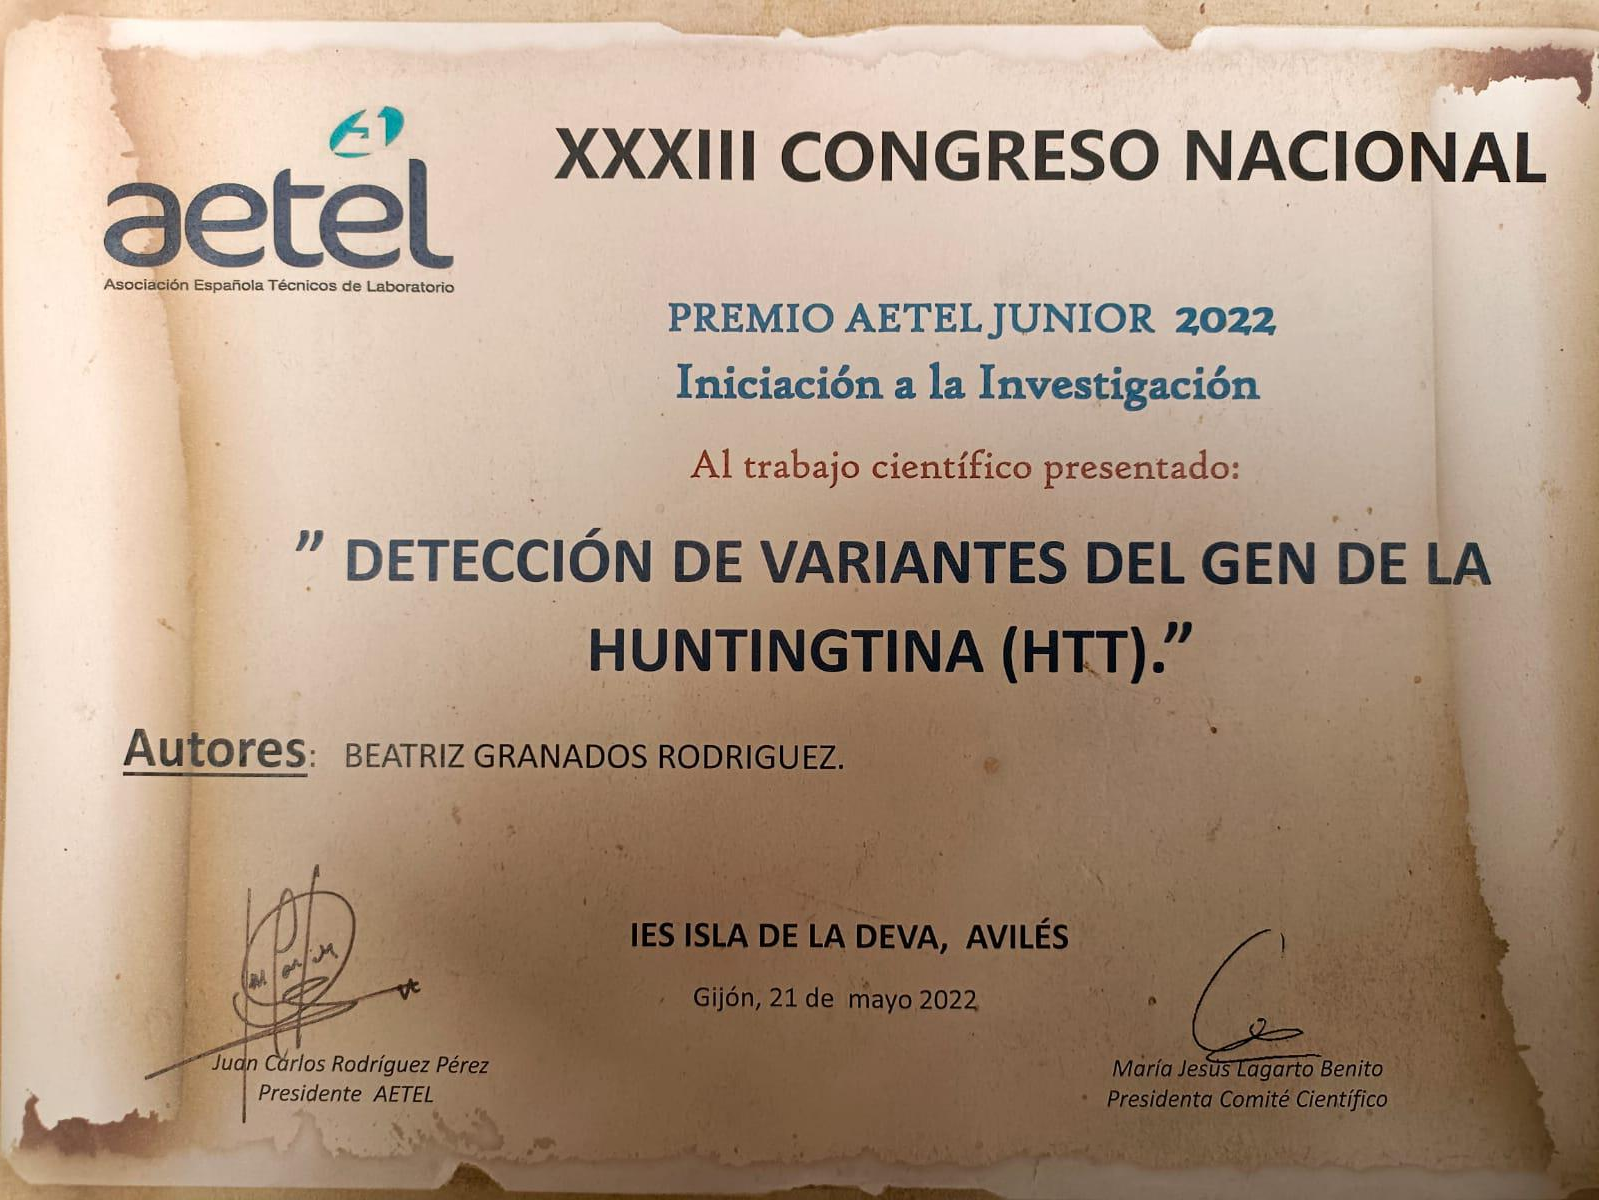 aetel
Asociación Española Técnicos de Laboratorio
XXXIII CONGRESO NACIONAL
PREMIO AETEL JUNIOR 2022
Iniciación a la Investigación
Al trabajo científico presentado:
” DETECCIÓN DE VARIANTES DEL GEN DE LA
HUNTINGTINA (HTT).”
Autores: BEATRIZ GRANADOS RODRIGUEZ.
IES ISLA DE LA DEVA, AVILÉS
Gijón, 21 de mayo 2022
Juan Carlos Rodríguez Pérez
Presidente AETEL
María Jesús Lagarto Benito
Presidenta Comité Científico